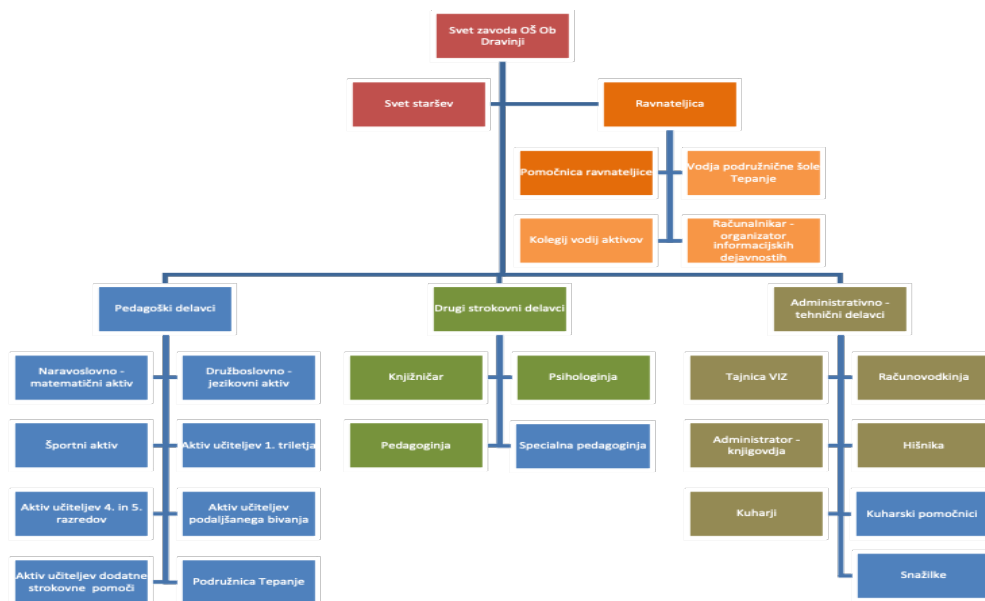 Svet zavoda OŠ Ob
Dravinji
Svet staršev
Ravnateljica
Pomočnica ravnateljice
Vodja podružnične šole
Tepanje
Kolegij vodij aktivov
Računalnikar -
organizator
informacijskih
dejavnostih
Pedagoški delavci
Drugi strokovni delavci
Administrativno -
tehnični delavci
Naravoslovno -
matematični aktiv
Družboslovno -
jezikovni aktiv
Knjižničar
Psihologinja
Tajnica VIZ
Računovodkinja
Športni aktiv
Aktiv učiteljev 1. triletja
Pedagoginja
Specialna pedagoginja
Administrator -
knjigovdja
Hišnika
Aktiv učiteljev 4. in 5.
razredov
Aktiv učiteljev
podaljšanega bivanja
Kuharji
Kuharski pomočnici
Aktiv učiteljev dodatne
strokovne pomoči
Podružnica Tepanje
Snažilke